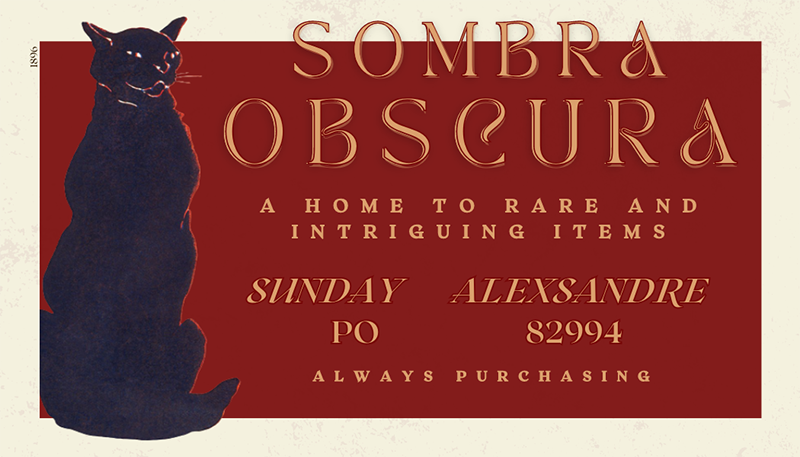 1896
SOMBRA
OBSCURA
A HOME TO RARE AND
INTRIGUING ITEMS
SUNDAY ALEXSANDRE
PO 82994
ALWAYS PURCHASING